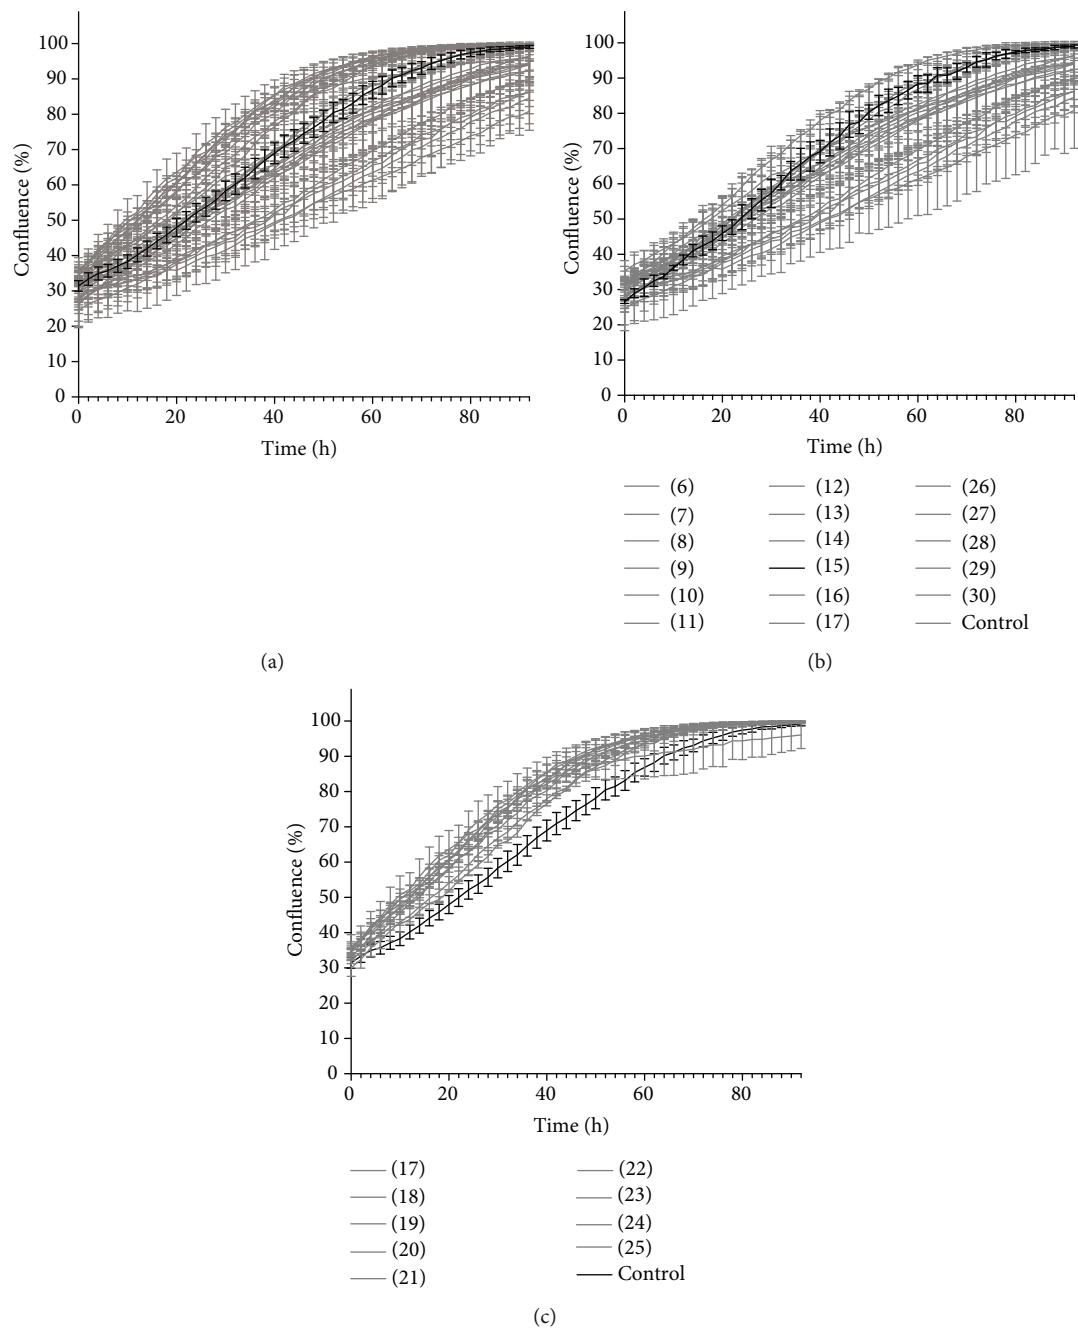 100
90
80
70
60
50
40
30
20
10
0
Confluence (%)
0 20 40 60 80
Time (h)
(a)
100
90
80
70
60
50
40
30
20
10
0
Confluence (%)
0 20 40 60 80
Time (h)
(6) (12) (26)
(7) (13) (27)
(8) (14) (28)
(9) (15) (29)
(10) (16) (30)
(11) (17) Control
(b)
100
90
80
70
60
50
40
30
20
10
0
Confluence (%)
0 20 40 60 80
Time (h)
(17) (22)
(18) (23)
(19) (24)
(20) (25)
(21) Control
(c)